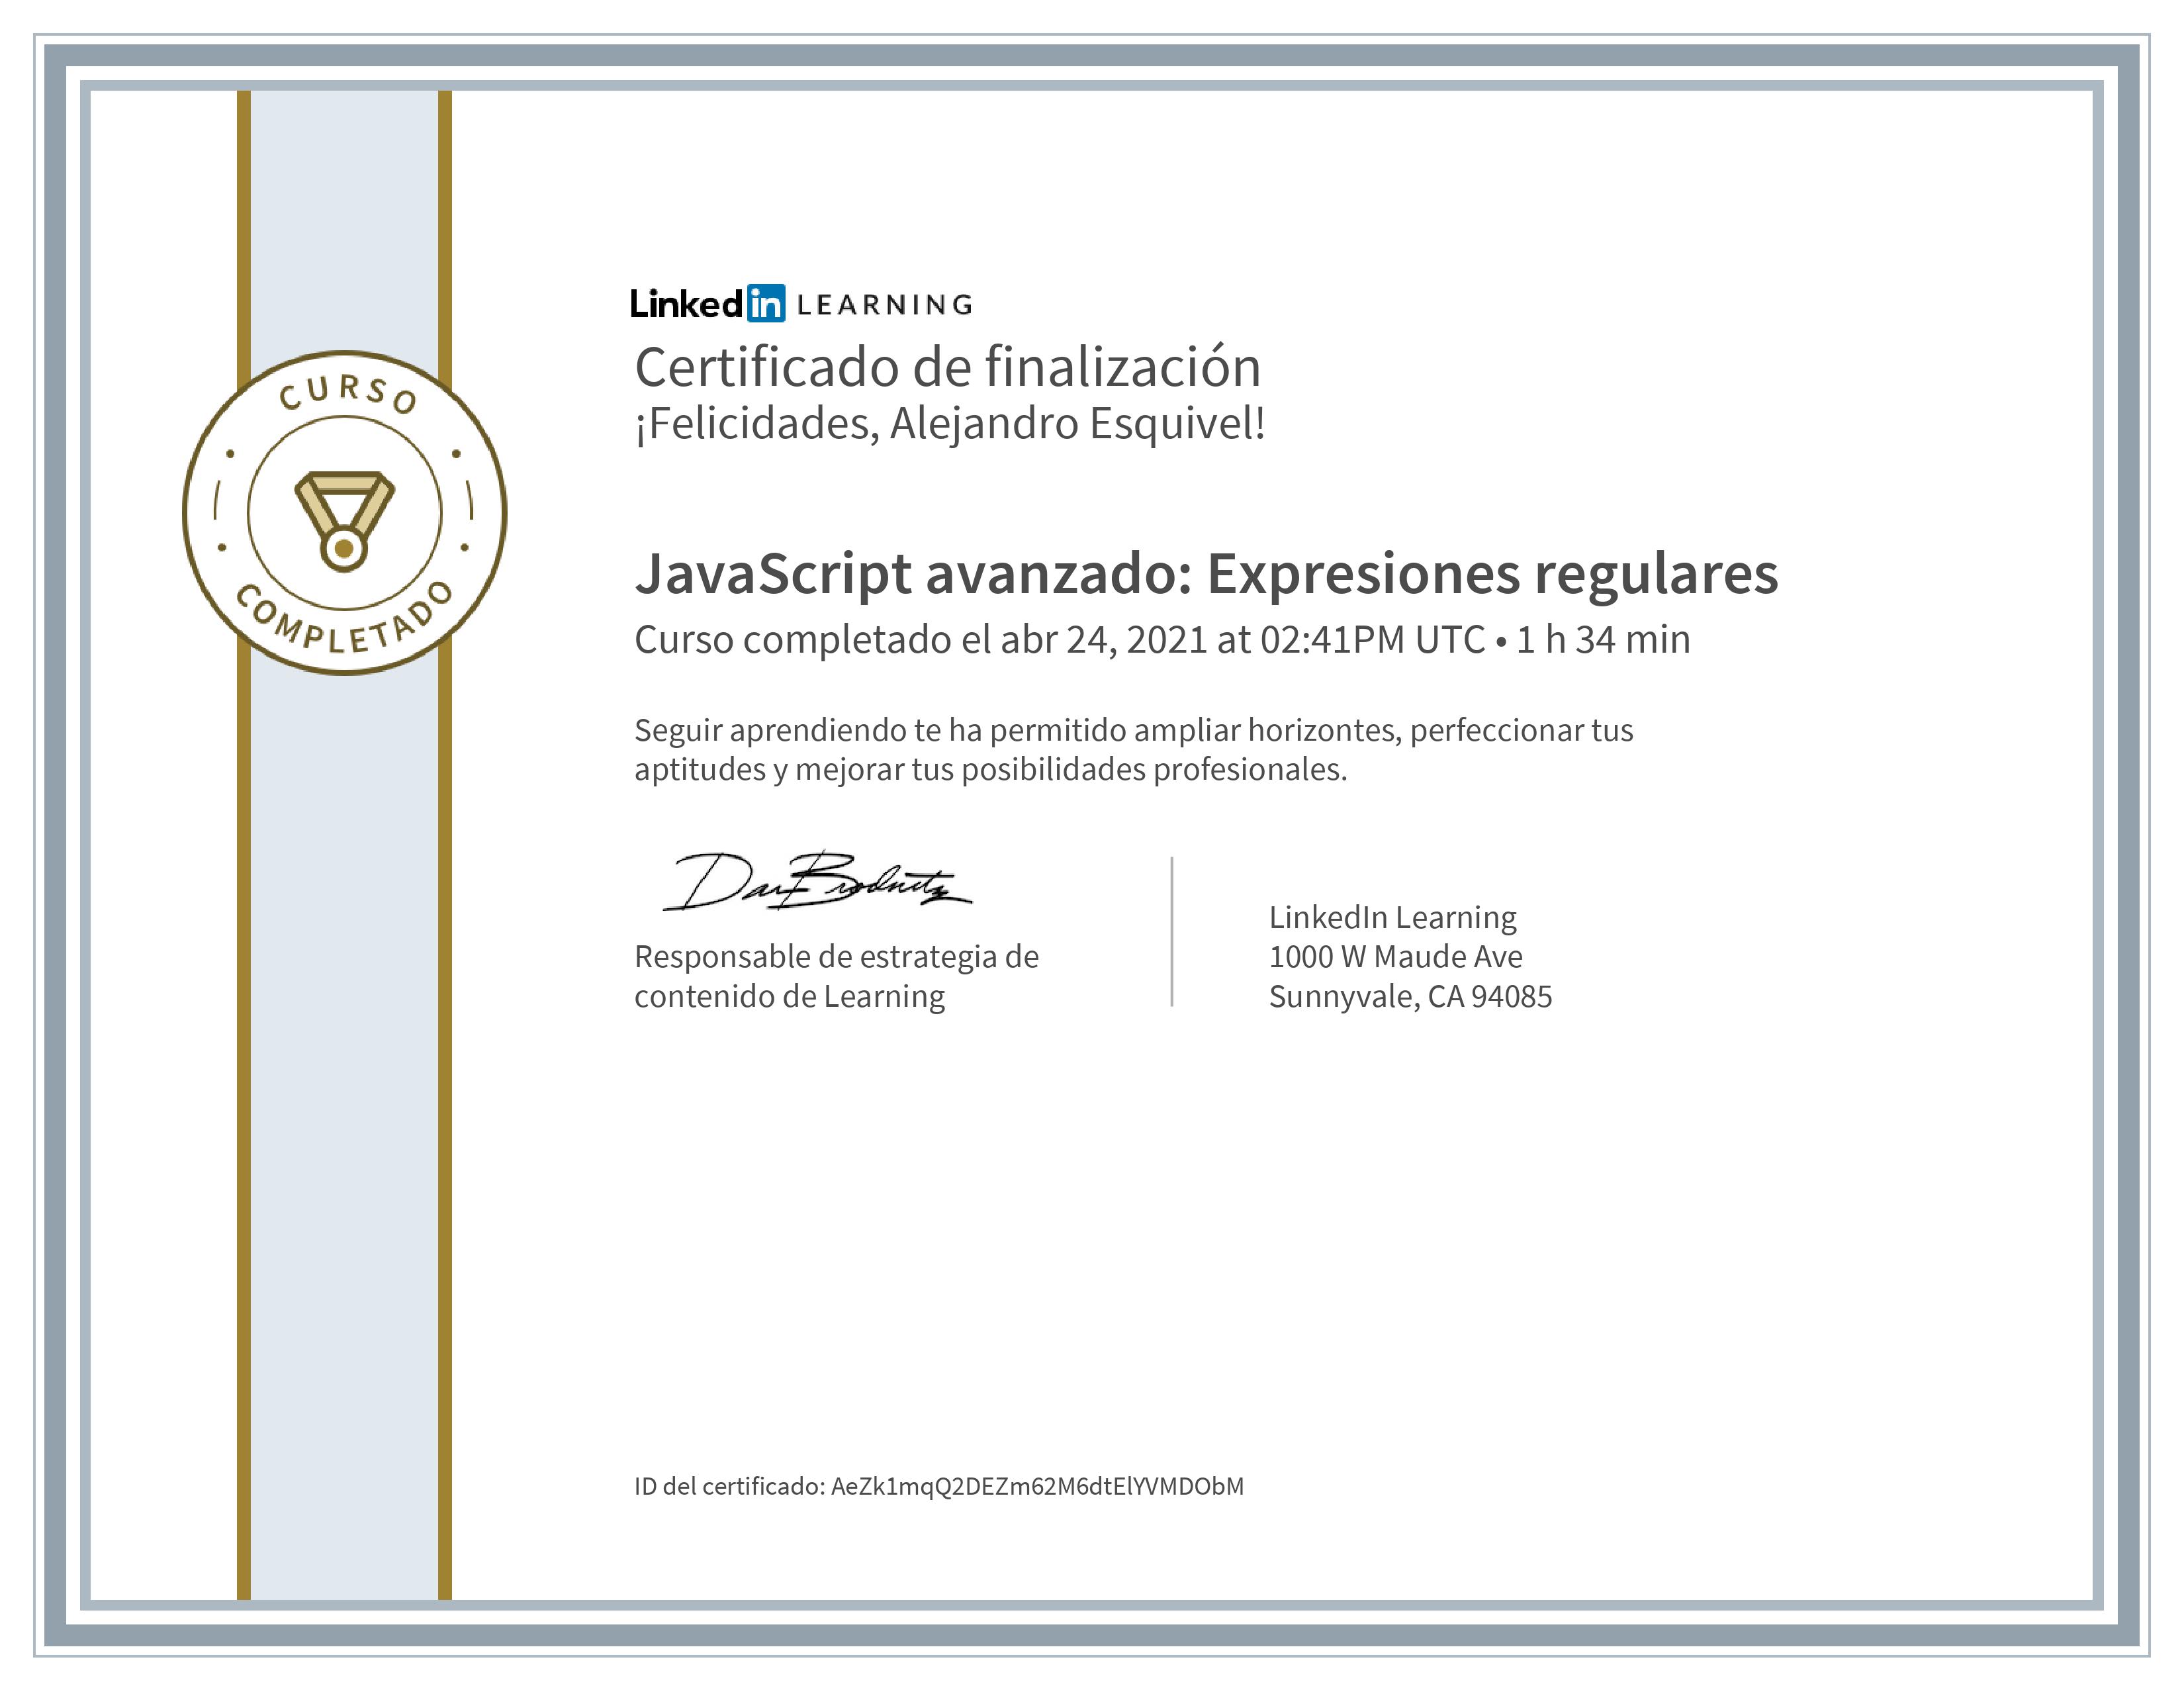 CURSO
COMPLETADO
Linkedin LEARNING
Certificado de finalización
¡Felicidades, Alejandro Esquivel!
JavaScript avanzado: Expresiones regulares
Curso completado el abr 24, 2021 at 02:41PM UTC • 1 h 34 min
Seguir aprendiendo te ha permitido ampliar horizontes, perfeccionar tus
aptitudes y mejorar tus posibilidades profesionales.
Responsable de estrategia de
contenido de Learning
LinkedIn Learning
1000 W Maude Ave
Sunnyvale, CA 94085
ID del certificado: AeZk1mqQ2DEZm62M6dtElYVMDObM